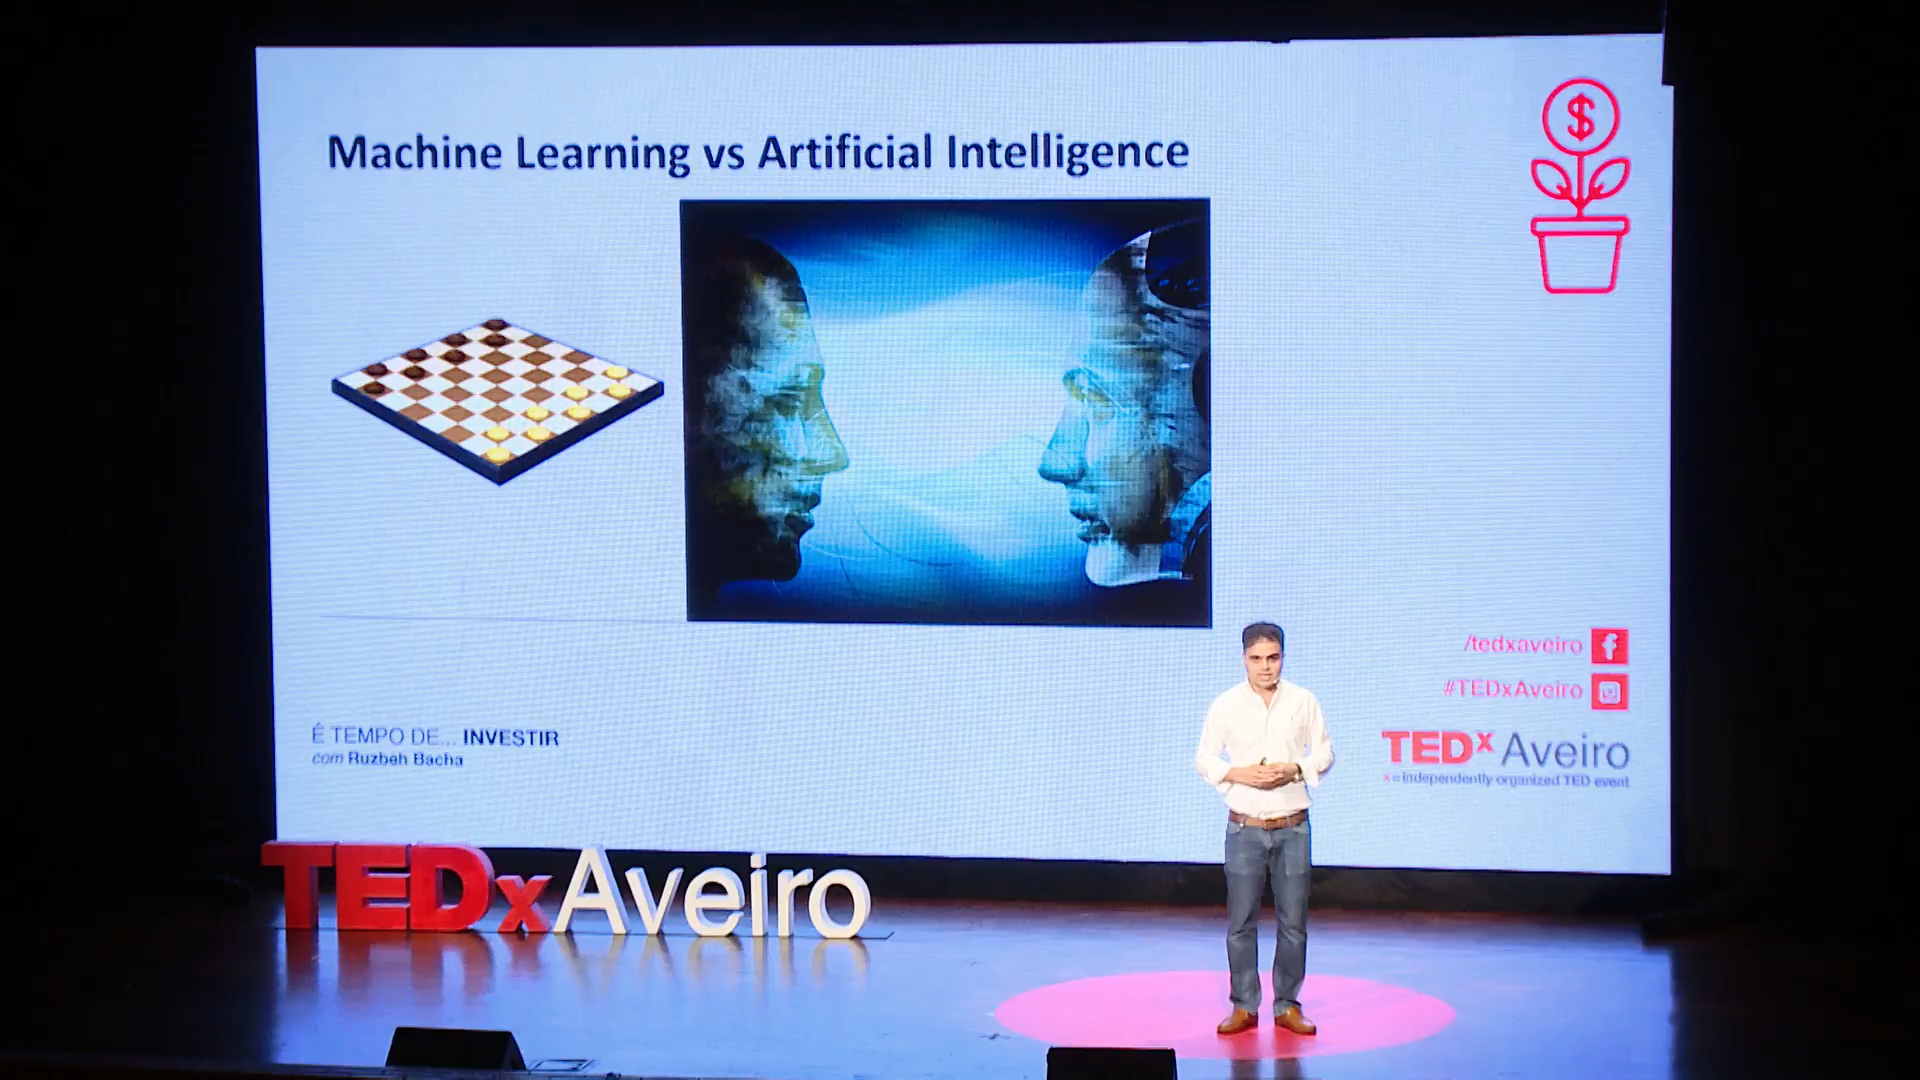 Machine Learning vs Artificial Intelligence
$
/tedxaveiro
f
#TEDxAveiro
É TEMPO DE... INVESTIR
com Ruzbeh Bacha
TEDx Aveiro
x = independently organized TED event
TEDxAveiro